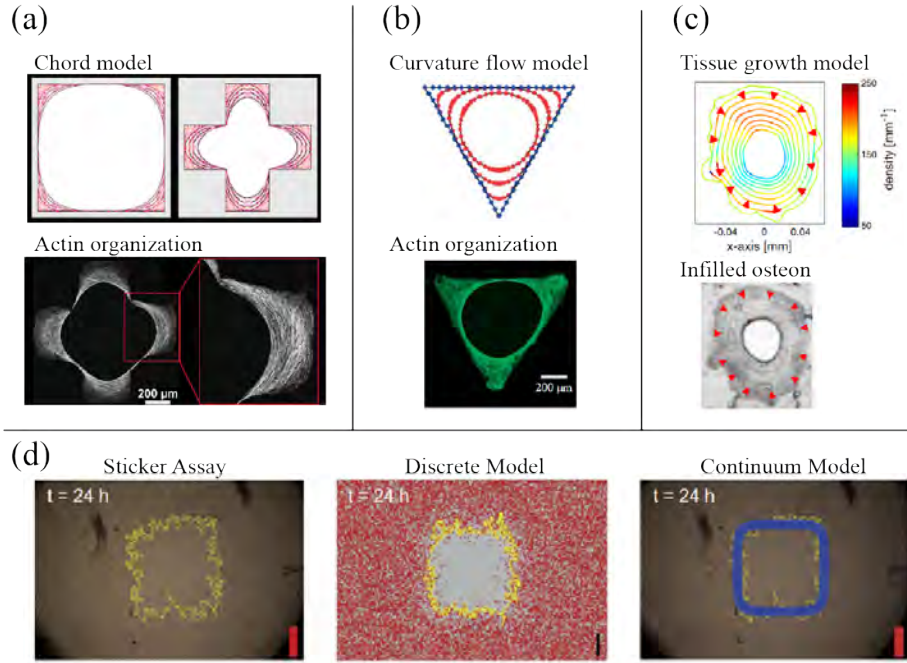 (a)
Chord model
Actin organization
200 µm
(b)
Curvature flow model
Actin organization
200 µm
(c)
Tissue growth model
250
150
50
density [mm⁻¹]
-0.04 0 0.04
x-axis [mm]
Infilled osteon
(d)
Sticker Assay
t = 24 h
Discrete Model
t = 24 h
Continuum Model
t = 24 h